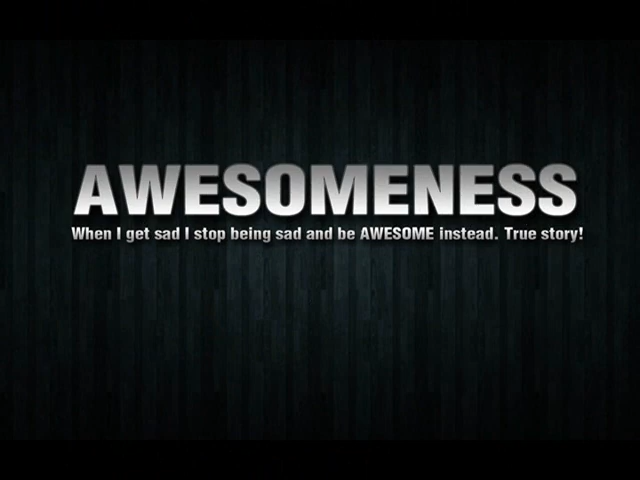 AWESOMENESS
When I get sad I stop being sad and be AWESOME instead. True story!